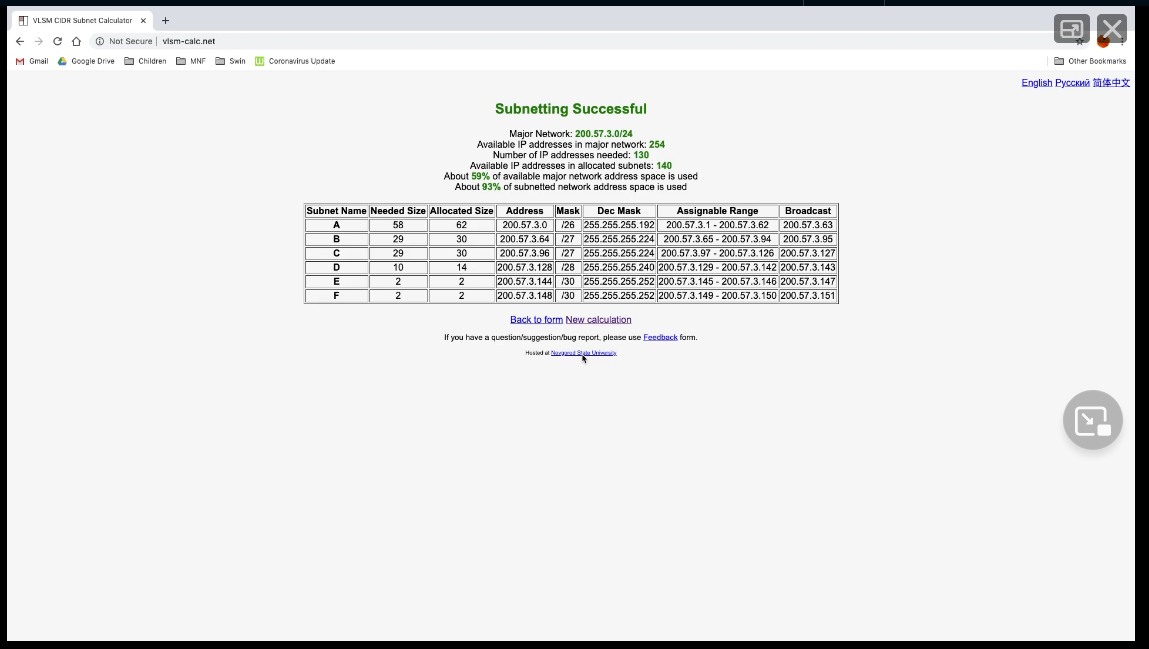 VLSM CIDR Subnet Calculator
Not Secure | vlsm-calc.net
Gmail Google Drive Children MNF Swin Coronavirus Update Other Bookmarks
English Русский 简体中文
Subnetting Successful
Major Network: 200.57.3.0/24
Available IP addresses in major network: 254
Number of IP addresses needed: 130
Available IP addresses in allocated subnets: 140
About 59% of available major network address space is used
About 93% of subnetted network address space is used
Subnet Name Needed Size Allocated Size Address Mask Dec Mask Assignable Range Broadcast
A 58 62 200.57.3.0 /26 255.255.255.192 200.57.3.1 - 200.57.3.62 200.57.3.63
B 29 30 200.57.3.64 /27 255.255.255.224 200.57.3.65 - 200.57.3.94 200.57.3.95
C 29 30 200.57.3.96 /27 255.255.255.224 200.57.3.97 - 200.57.3.126 200.57.3.127
D 10 14 200.57.3.128 /28 255.255.255.240 200.57.3.129 - 200.57.3.142 200.57.3.143
E 2 2 200.57.3.144 /30 255.255.255.252 200.57.3.145 - 200.57.3.146 200.57.3.147
F 2 2 200.57.3.148 /30 255.255.255.252 200.57.3.149 - 200.57.3.150 200.57.3.151
Back to form New calculation
If you have a question/suggestion/bug report, please use Feedback form.
Hosted at Novgorod State University